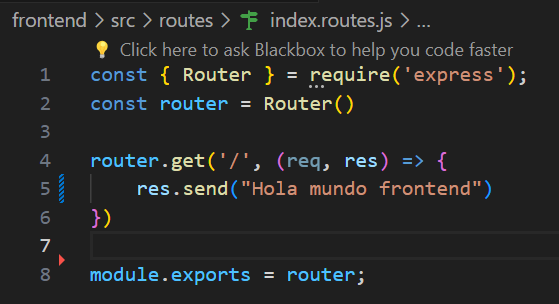 frontend > src > routes > index.routes.js > ...
Click here to ask Blackbox to help you code faster
1 const { Router } = require('express');
2 const router = Router()
3
4 router.get('/', (req, res) => {
5     res.send("Hola mundo frontend")
6 })
7
8 module.exports = router;